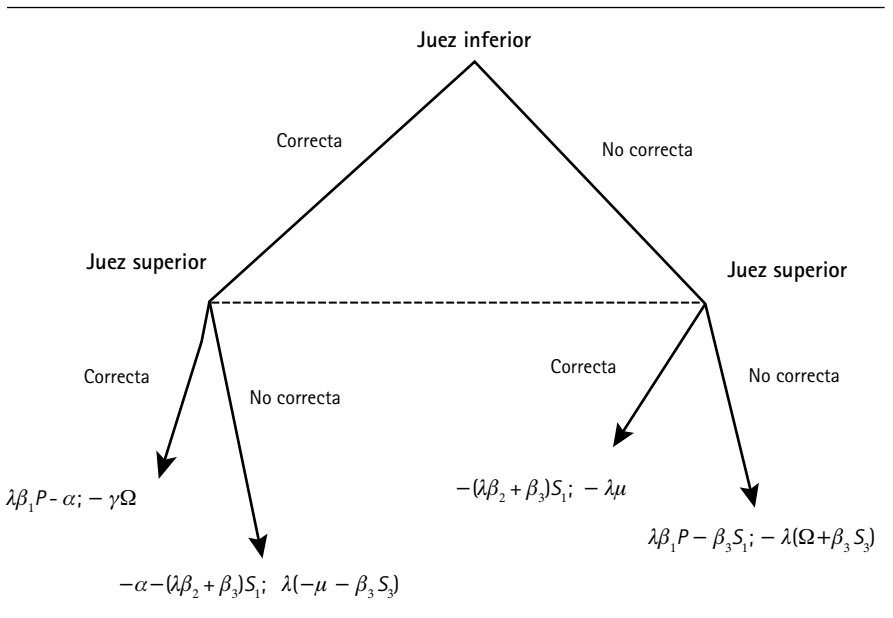 Juez inferior
Correcta
No correcta
Juez superior
Juez superior
Correcta
No correcta
Correcta
No correcta
λβ₁P - α; − γΩ
−(λβ₂ + β₃)S₁; − λμ
λβ₁P − β₃S₁; − λ(Ω+β₃S₃)
−α−(λβ₂ + β₃)S₁; λ(−μ − β₃S₃)